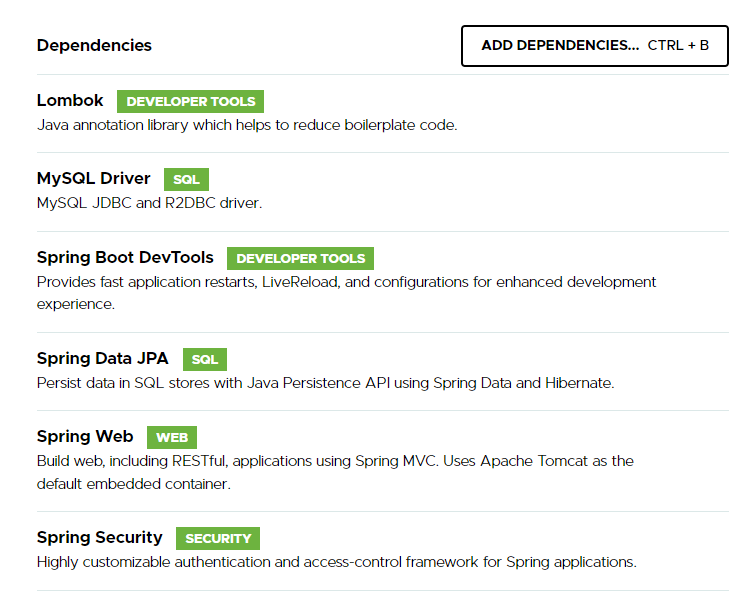 Dependencies
ADD DEPENDENCIES... CTRL + B
Lombok DEVELOPER TOOLS
Java annotation library which helps to reduce boilerplate code.
MySQL Driver SQL
MySQL JDBC and R2DBC driver.
Spring Boot DevTools DEVELOPER TOOLS
Provides fast application restarts, LiveReload, and configurations for enhanced development
experience.
Spring Data JPA SQL
Persist data in SQL stores with Java Persistence API using Spring Data and Hibernate.
Spring Web WEB
Build web, including RESTful, applications using Spring MVC. Uses Apache Tomcat as the
default embedded container.
Spring Security SECURITY
Highly customizable authentication and access-control framework for Spring applications.